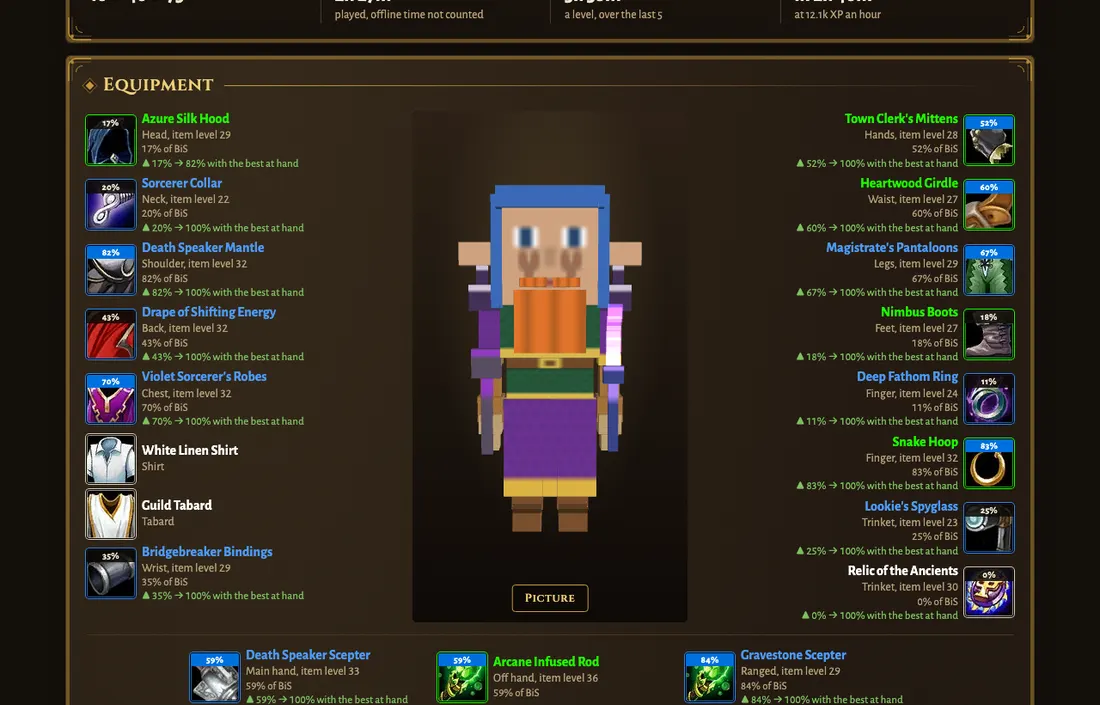 played, offline time not counted
a level, over the last 5
at 12.1k XP an hour
Equipment
17%
Azure Silk Hood
Head, item level 29
17% of BiS
▲ 17% → 82% with the best at hand
20%
Sorcerer Collar
Neck, item level 22
20% of BiS
▲ 20% → 100% with the best at hand
82%
Death Speaker Mantle
Shoulder, item level 32
82% of BiS
▲ 82% → 100% with the best at hand
43%
Drape of Shifting Energy
Back, item level 32
43% of BiS
▲ 43% → 100% with the best at hand
70%
Violet Sorcerer's Robes
Chest, item level 32
70% of BiS
▲ 70% → 100% with the best at hand
White Linen Shirt
Shirt
Guild Tabard
Tabard
35%
Bridgebreaker Bindings
Wrist, item level 29
35% of BiS
▲ 35% → 100% with the best at hand
Picture
Town Clerk's Mittens
52%
Hands, item level 28
52% of BiS
▲ 52% → 100% with the best at hand
Heartwood Girdle
60%
Waist, item level 27
60% of BiS
▲ 60% → 100% with the best at hand
Magistrate's Pantaloons
67%
Legs, item level 29
67% of BiS
▲ 67% → 100% with the best at hand
Nimbus Boots
18%
Feet, item level 27
18% of BiS
▲ 18% → 100% with the best at hand
Deep Fathom Ring
11%
Finger, item level 24
11% of BiS
▲ 11% → 100% with the best at hand
Snake Hoop
83%
Finger, item level 32
83% of BiS
▲ 83% → 100% with the best at hand
Lookie's Spyglass
25%
Trinket, item level 23
25% of BiS
▲ 25% → 100% with the best at hand
Relic of the Ancients
0%
Trinket, item level 30
0% of BiS
▲ 0% → 100% with the best at hand
59%
Death Speaker Scepter
Main hand, item level 33
59% of BiS
▲ 59% → 100% with the best at hand
59%
Arcane Infused Rod
Off hand, item level 36
59% of BiS
84%
Gravestone Scepter
Ranged, item level 29
84% of BiS
▲ 84% → 100% with the best at hand